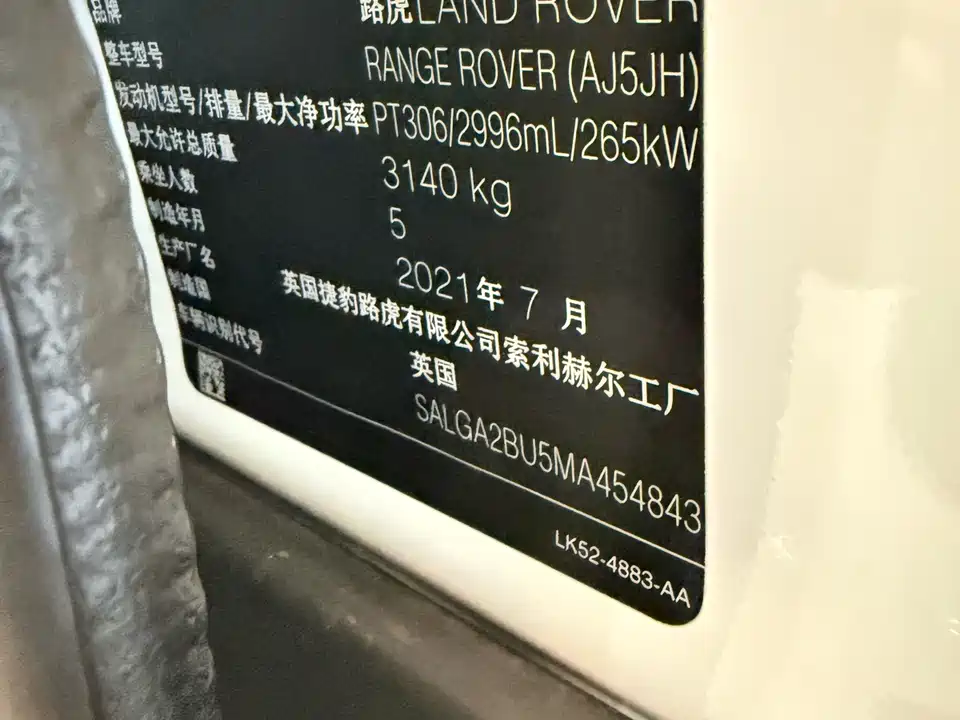 品牌 路虎LAND ROVER
整车型号 RANGE ROVER (AJ5JH)
发动机型号/排量/最大净功率 PT306/2996mL/265kW
最大允许总质量 3140 kg
乘坐人数 5
制造年月 2021年 7 月
生产厂名 英国捷豹路虎有限公司索利赫尔工厂
制造国 英国
车辆识别代号 SALGA2BU5MA454843
LK52-4883-AA